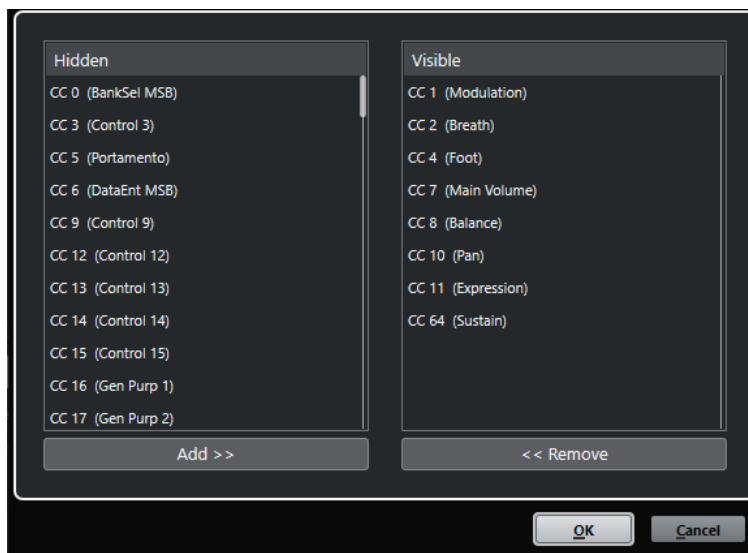 Hidden
CC 0 (BankSel MSB)
CC 3 (Control 3)
CC 5 (Portamento)
CC 6 (DataEnt MSB)
CC 9 (Control 9)
CC 12 (Control 12)
CC 13 (Control 13)
CC 14 (Control 14)
CC 15 (Control 15)
CC 16 (Gen Purp 1)
CC 17 (Gen Purp 2)
Add >>
Visible
CC 1 (Modulation)
CC 2 (Breath)
CC 4 (Foot)
CC 7 (Main Volume)
CC 8 (Balance)
CC 10 (Pan)
CC 11 (Expression)
CC 64 (Sustain)
<< Remove
OK
Cancel